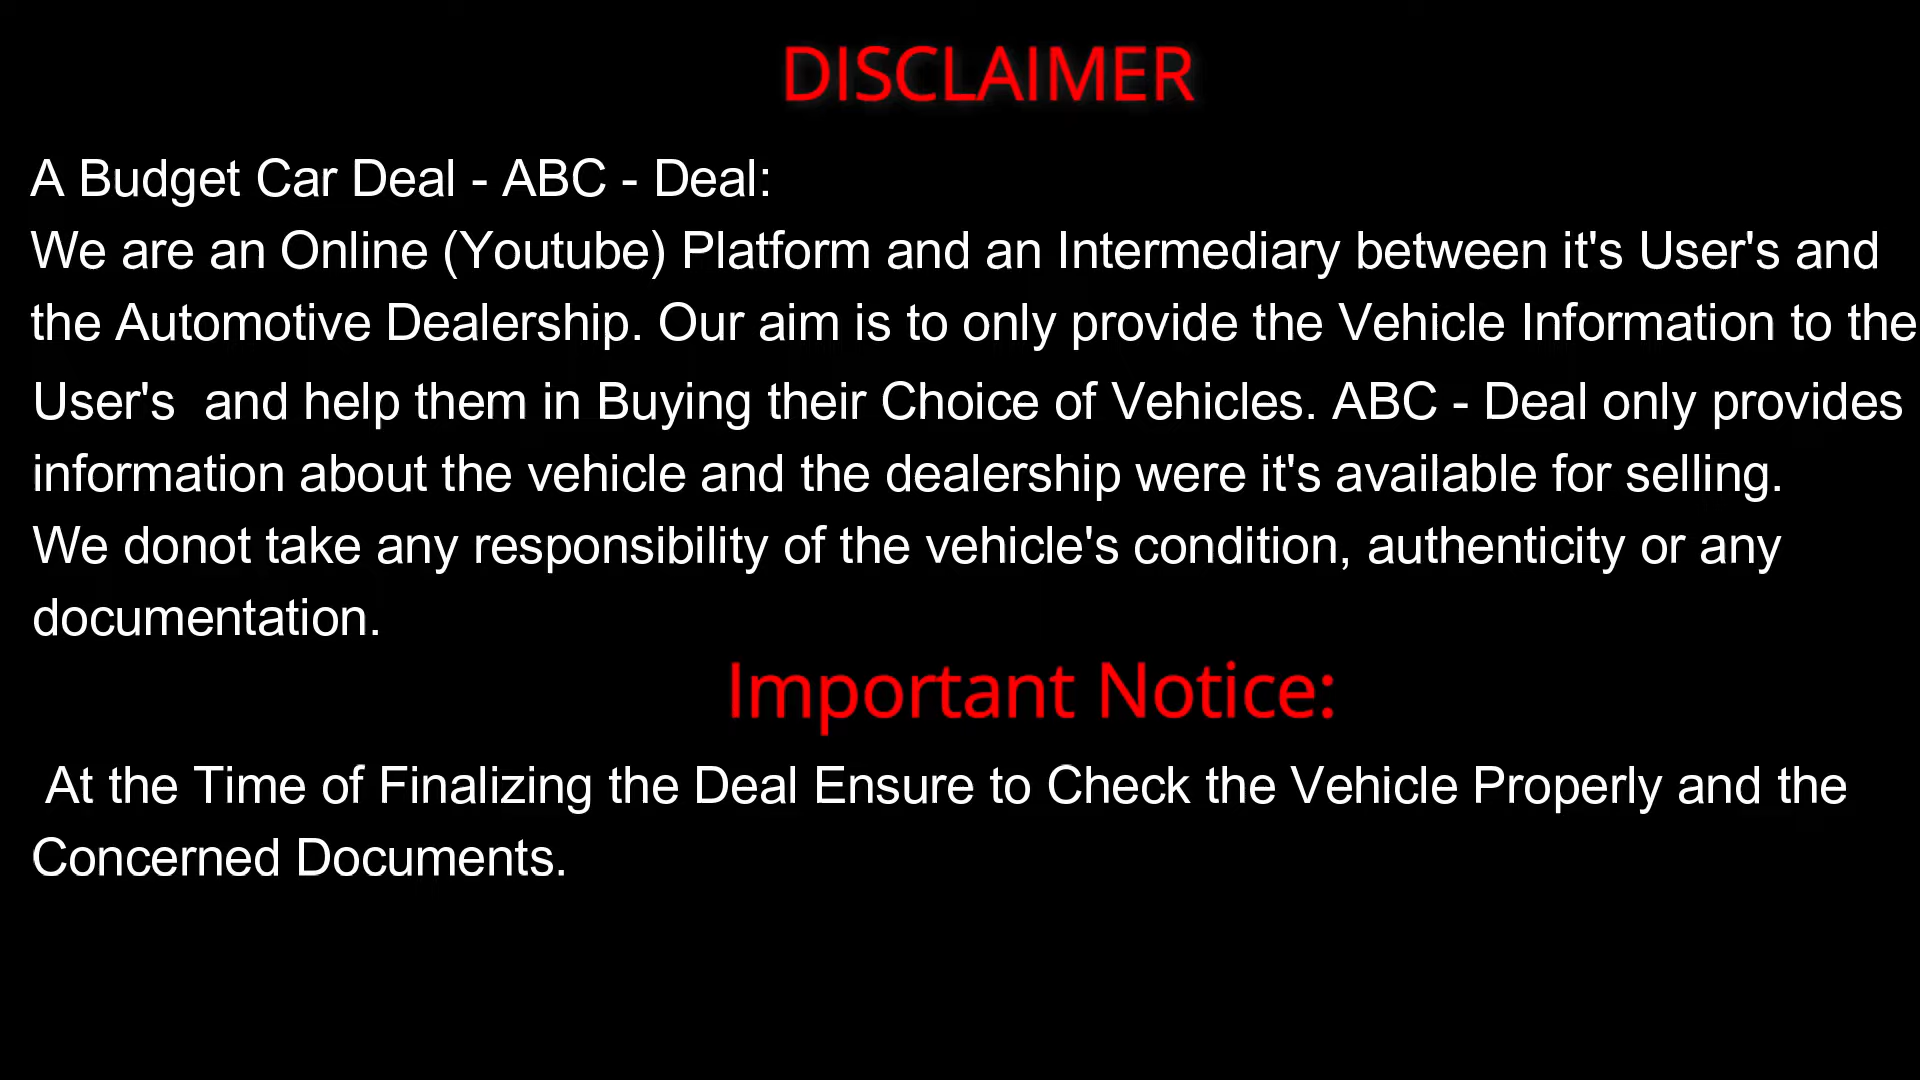 DISCLAIMER
A Budget Car Deal - ABC - Deal:
We are an Online (Youtube) Platform and an Intermediary between it's User's and
the Automotive Dealership. Our aim is to only provide the Vehicle Information to the
User's  and help them in Buying their Choice of Vehicles. ABC - Deal only provides
information about the vehicle and the dealership were it's available for selling.
We donot take any responsibility of the vehicle's condition, authenticity or any
documentation.
Important Notice:
At the Time of Finalizing the Deal Ensure to Check the Vehicle Properly and the
Concerned Documents.